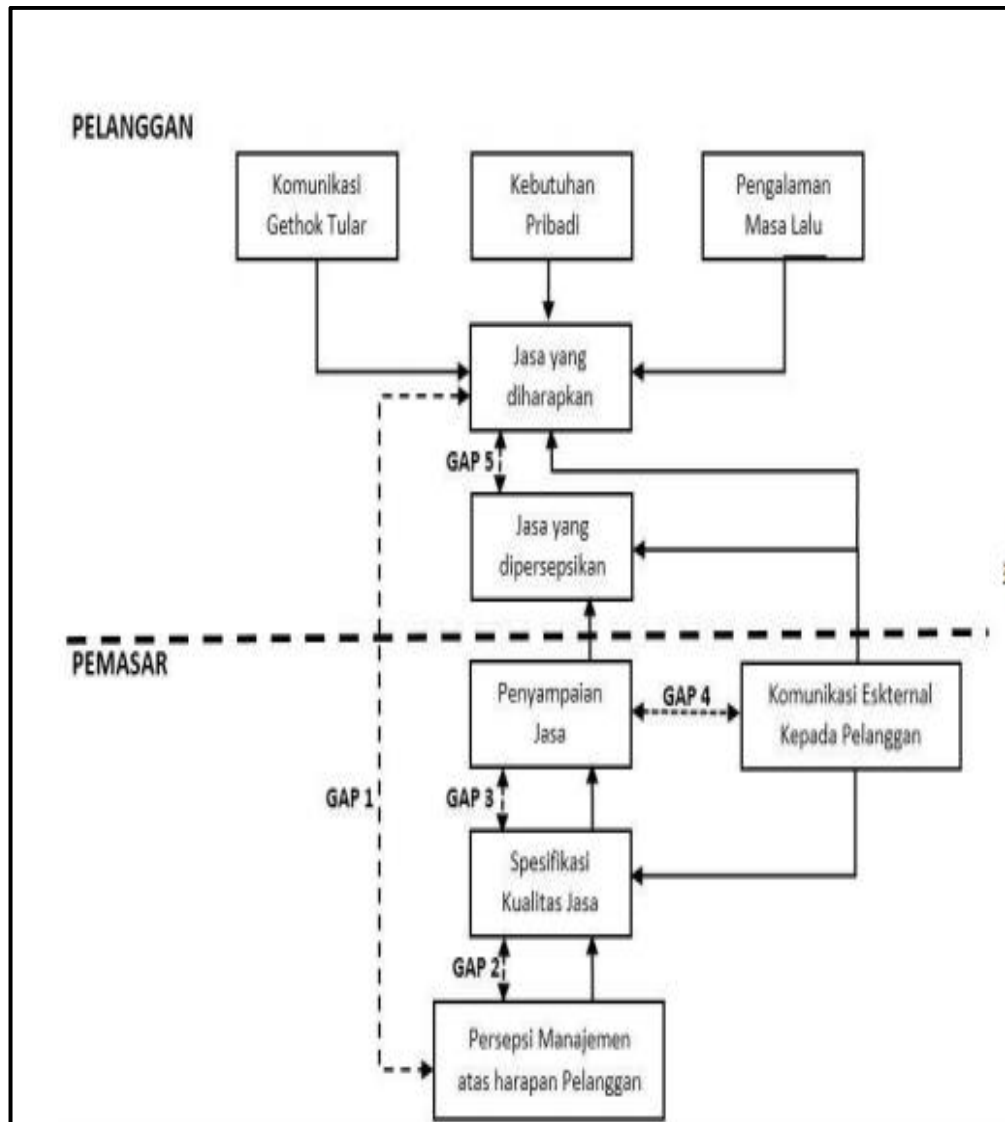 PELANGGAN
Komunikasi
Gethok Tular
Kebutuhan
Pribadi
Pengalaman
Masa Lalu
Jasa yang
diharapkan
GAP 5
Jasa yang
dipersepsikan
PEMASAR
Penyampaian
Jasa
GAP 4
Komunikasi Eskternal
Kepada Pelanggan
GAP 1
GAP 3
Spesifikasi
Kualitas Jasa
GAP 2
Persepsi Manajemen
atas harapan Pelanggan